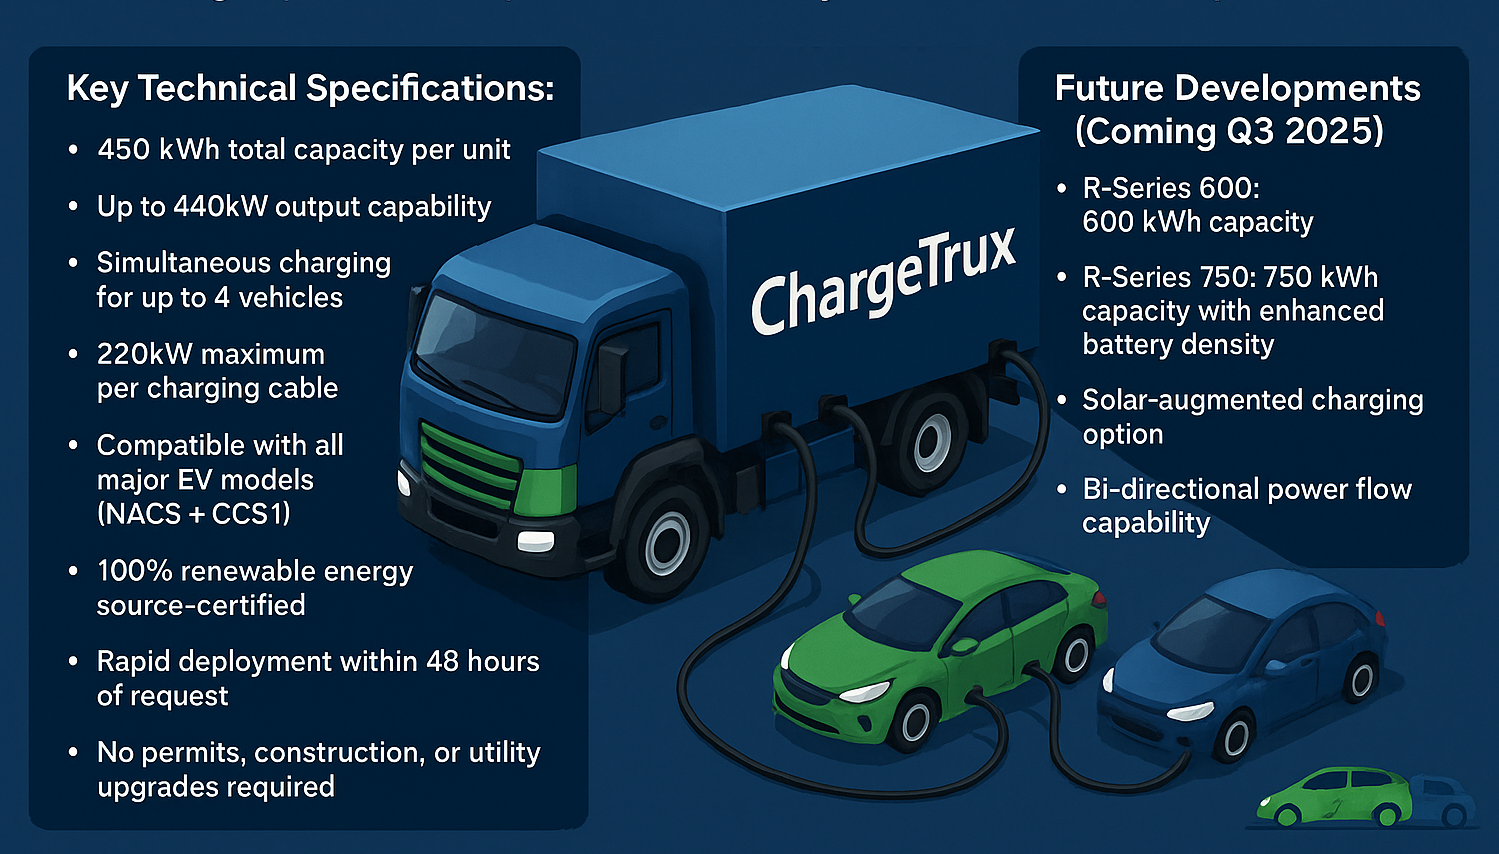 Key Technical Specifications:
• 450 kWh total capacity per unit
• Up to 440kW output capability
• Simultaneous charging
for up to 4 vehicles
• 220kW maximum
per charging cable
• Compatible with all
major EV models
(NACS + CCS1)
• 100% renewable energy
source-certified
• Rapid deployment within 48 hours
of request
• No permits, construction, or utility
upgrades required
ChargeTrux
Future Developments
(Coming Q3 2025)
• R-Series 600:
600 kWh capacity
• R-Series 750: 750 kWh
capacity with enhanced
battery density
• Solar-augmented charging
option
• Bi-directional power flow
capability